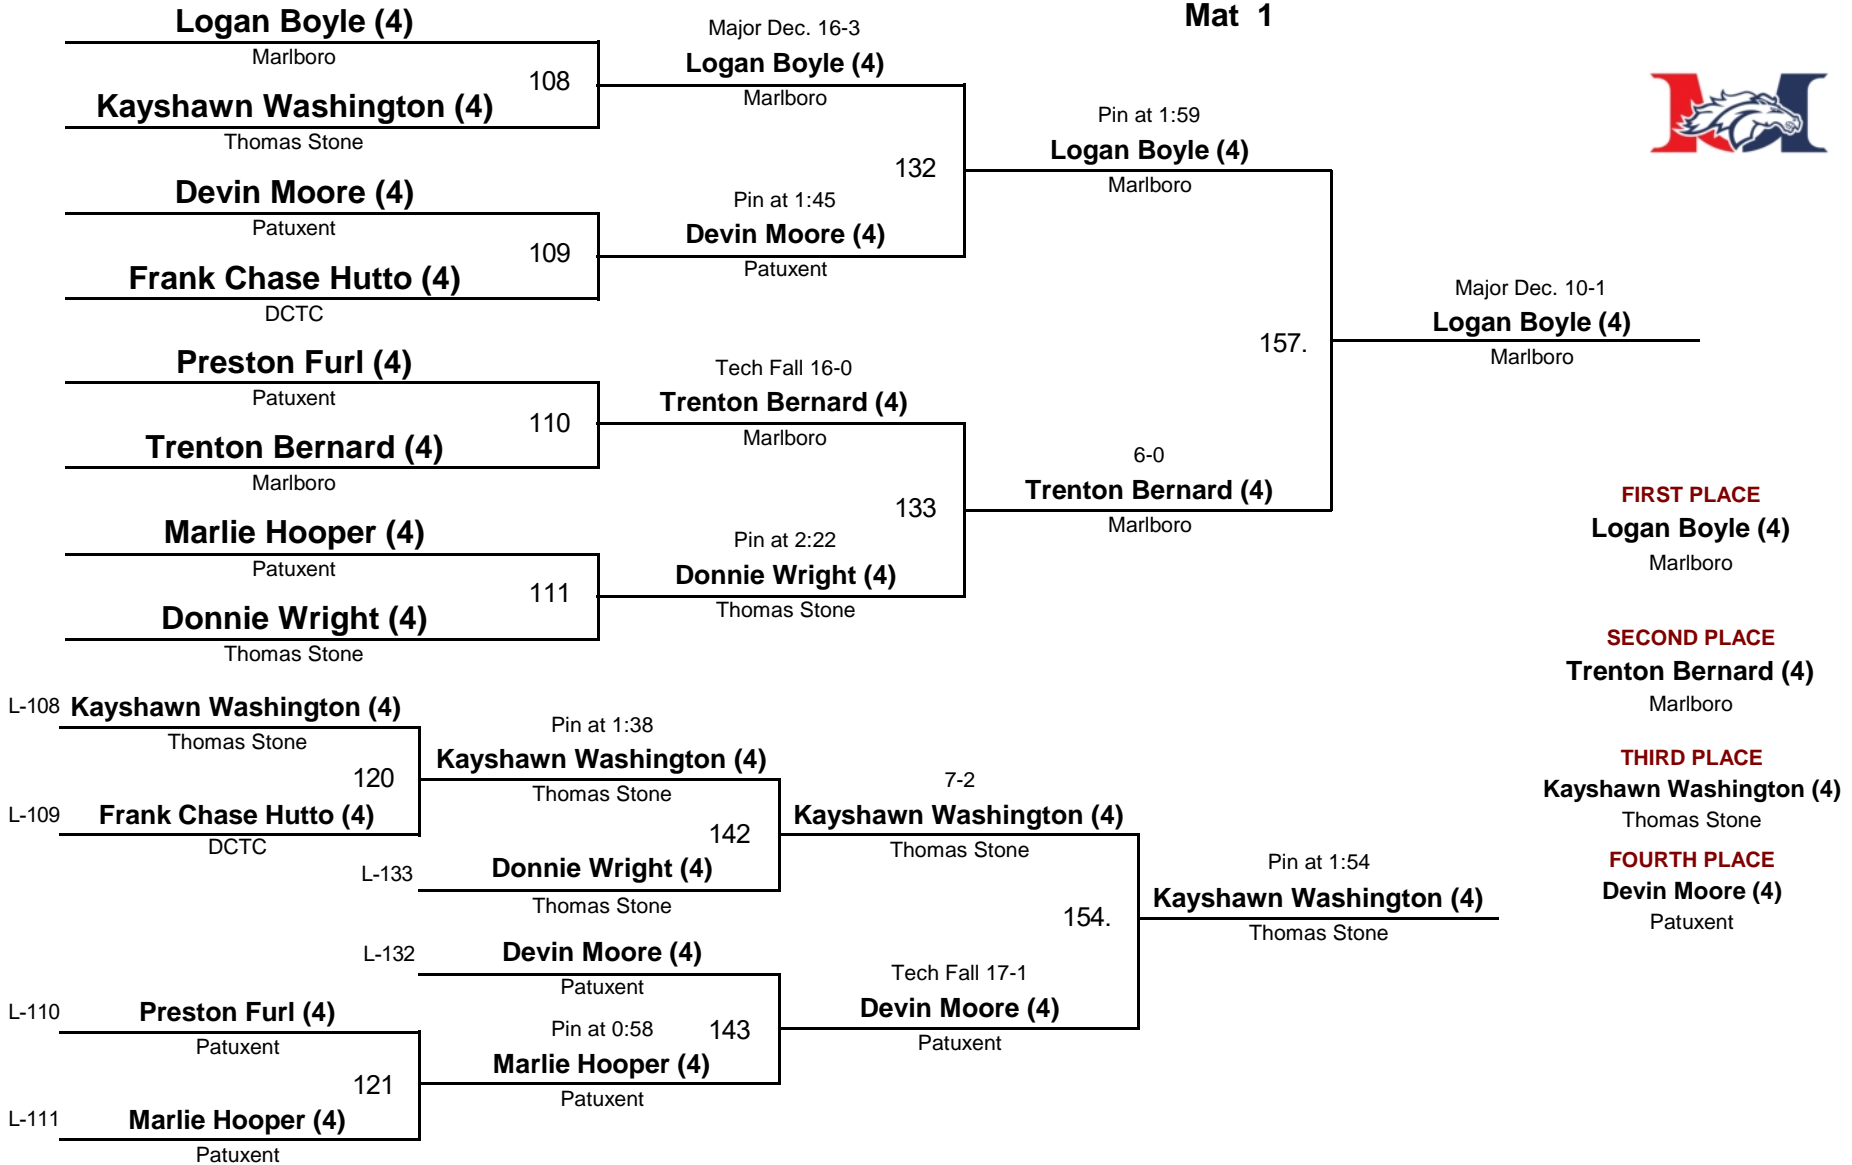 Mat 1
Logan Boyle (4)
Marlboro
108
Kayshawn Washington (4)
Thomas Stone
Devin Moore (4)
Patuxent
109
Frank Chase Hutto (4)
DCTC
Preston Furl (4)
Patuxent
110
Trenton Bernard (4)
Marlboro
Marlie Hooper (4)
Patuxent
111
Donnie Wright (4)
Thomas Stone
Major Dec. 16-3
Logan Boyle (4)
Marlboro
132
Pin at 1:45
Devin Moore (4)
Patuxent
Tech Fall 16-0
Trenton Bernard (4)
Marlboro
133
Pin at 2:22
Donnie Wright (4)
Thomas Stone
Pin at 1:59
Logan Boyle (4)
Marlboro
157.
6-0
Trenton Bernard (4)
Marlboro
Major Dec. 10-1
Logan Boyle (4)
Marlboro
FIRST PLACE
Logan Boyle (4)
Marlboro
SECOND PLACE
Trenton Bernard (4)
Marlboro
THIRD PLACE
Kayshawn Washington (4)
Thomas Stone
FOURTH PLACE
Devin Moore (4)
Patuxent
L-108 Kayshawn Washington (4)
Thomas Stone
120
L-109 Frank Chase Hutto (4)
DCTC
L-110 Preston Furl (4)
Patuxent
121
L-111 Marlie Hooper (4)
Patuxent
Pin at 1:38
Kayshawn Washington (4)
Thomas Stone
142
L-133 Donnie Wright (4)
Thomas Stone
L-132 Devin Moore (4)
Patuxent
Pin at 0:58 143
Marlie Hooper (4)
Patuxent
7-2
Kayshawn Washington (4)
Thomas Stone
154.
Tech Fall 17-1
Devin Moore (4)
Patuxent
Pin at 1:54
Kayshawn Washington (4)
Thomas Stone
M